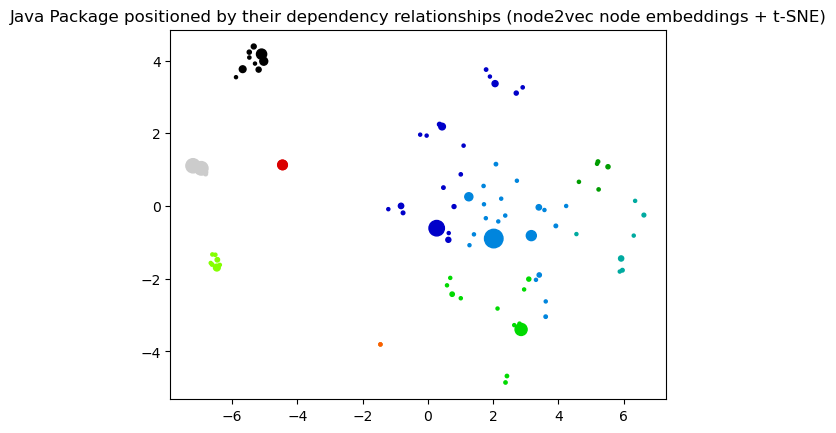 Java Package positioned by their dependency relationships (node2vec node embeddings + t-SNE)
4
2
0
−2
−4
−6 −4 −2 0 2 4 6